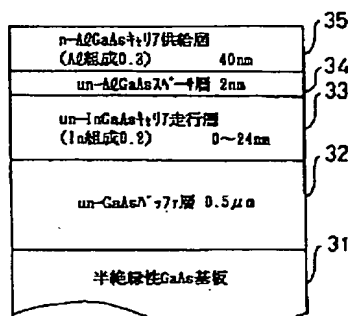 35
n-AlGaAsｷｬﾘｱ供給層
(Al組成0.3) 40nm
34
un-AlGaAsｽﾍﾟｰｻ層 2nm
33
un-InGaAsｷｬﾘｱ走行層
(In組成0.2) 0～24nm
32
un-GaAsﾊﾞｯﾌｧ層 0.5μm
31
半絶縁性GaAs基板